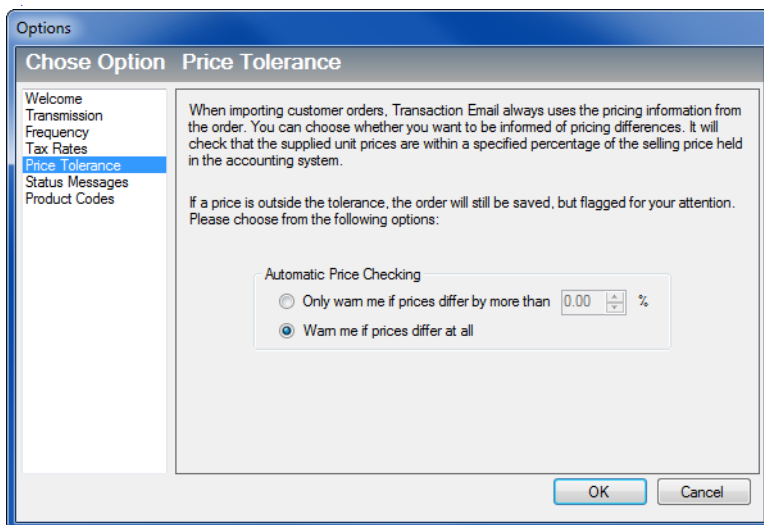 Options
Chose Option
Price Tolerance
Welcome
Transmission
Frequency
Tax Rates
Price Tolerance
Status Messages
Product Codes
When importing customer orders, Transaction Email always uses the pricing information from
the order. You can choose whether you want to be informed of pricing differences. It will
check that the supplied unit prices are within a specified percentage of the selling price held
in the accounting system.
If a price is outside the tolerance, the order will still be saved, but flagged for your attention.
Please choose from the following options:
Automatic Price Checking
Only warn me if prices differ by more than 0.00 %
Warn me if prices differ at all
OK
Cancel